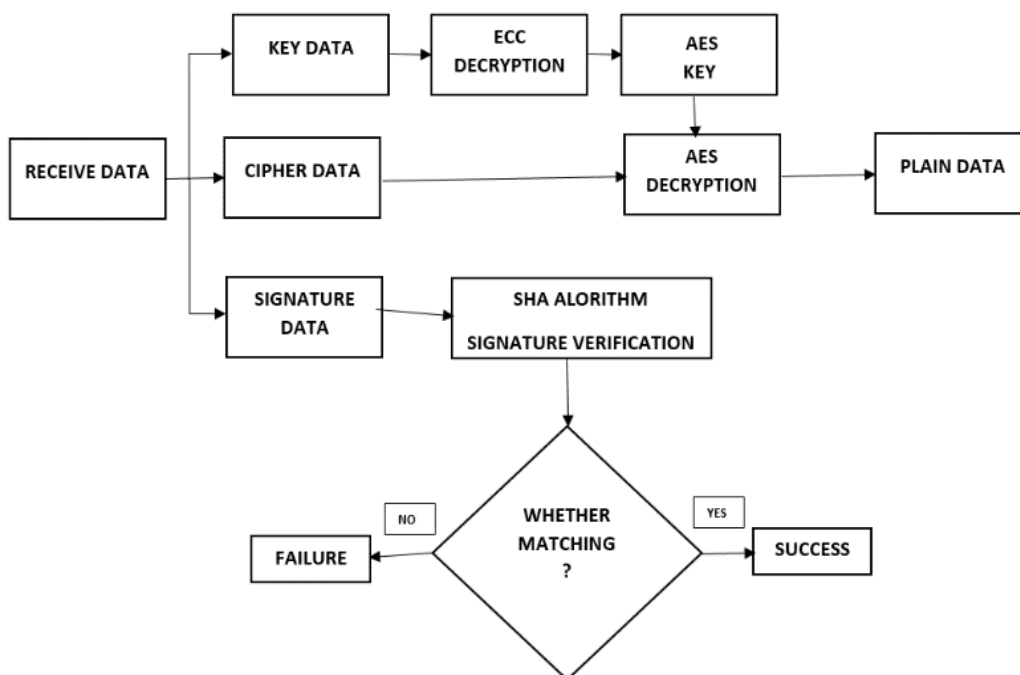 KEY DATA
ECC
DECRYPTION
AES
KEY
RECEIVE DATA
CIPHER DATA
AES
DECRYPTION
PLAIN DATA
SIGNATURE
DATA
SHA ALORITHM
SIGNATURE VERIFICATION
NO
WHETHER
MATCHING
?
YES
FAILURE
SUCCESS